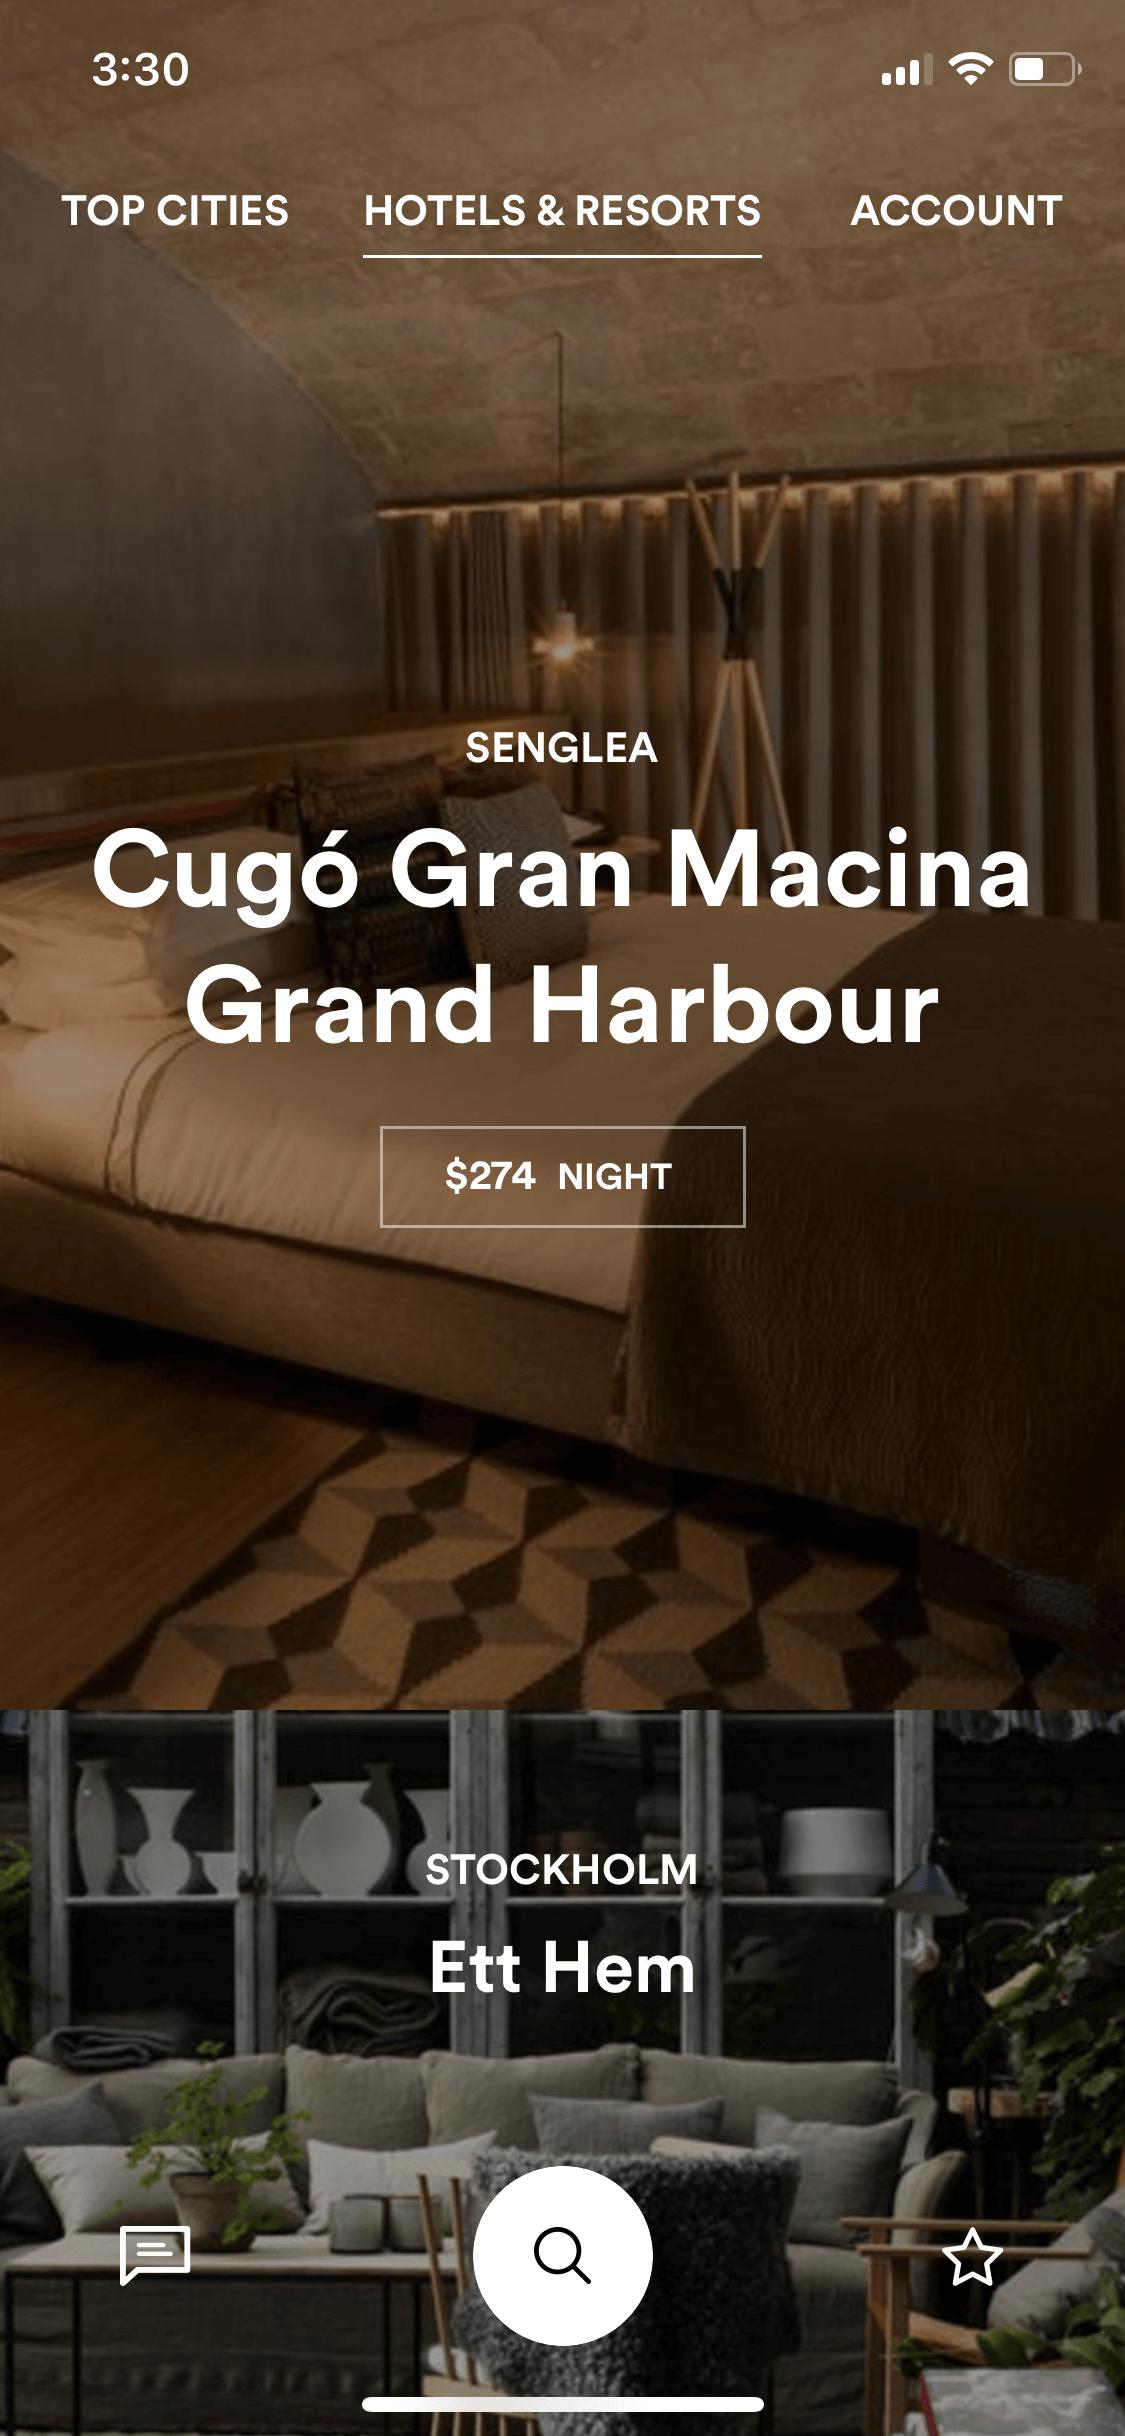 3:30
TOP CITIES
HOTELS & RESORTS
ACCOUNT
SENGLEA
Cugó Gran Macina
Grand Harbour
$274 NIGHT
STOCKHOLM
Ett Hem